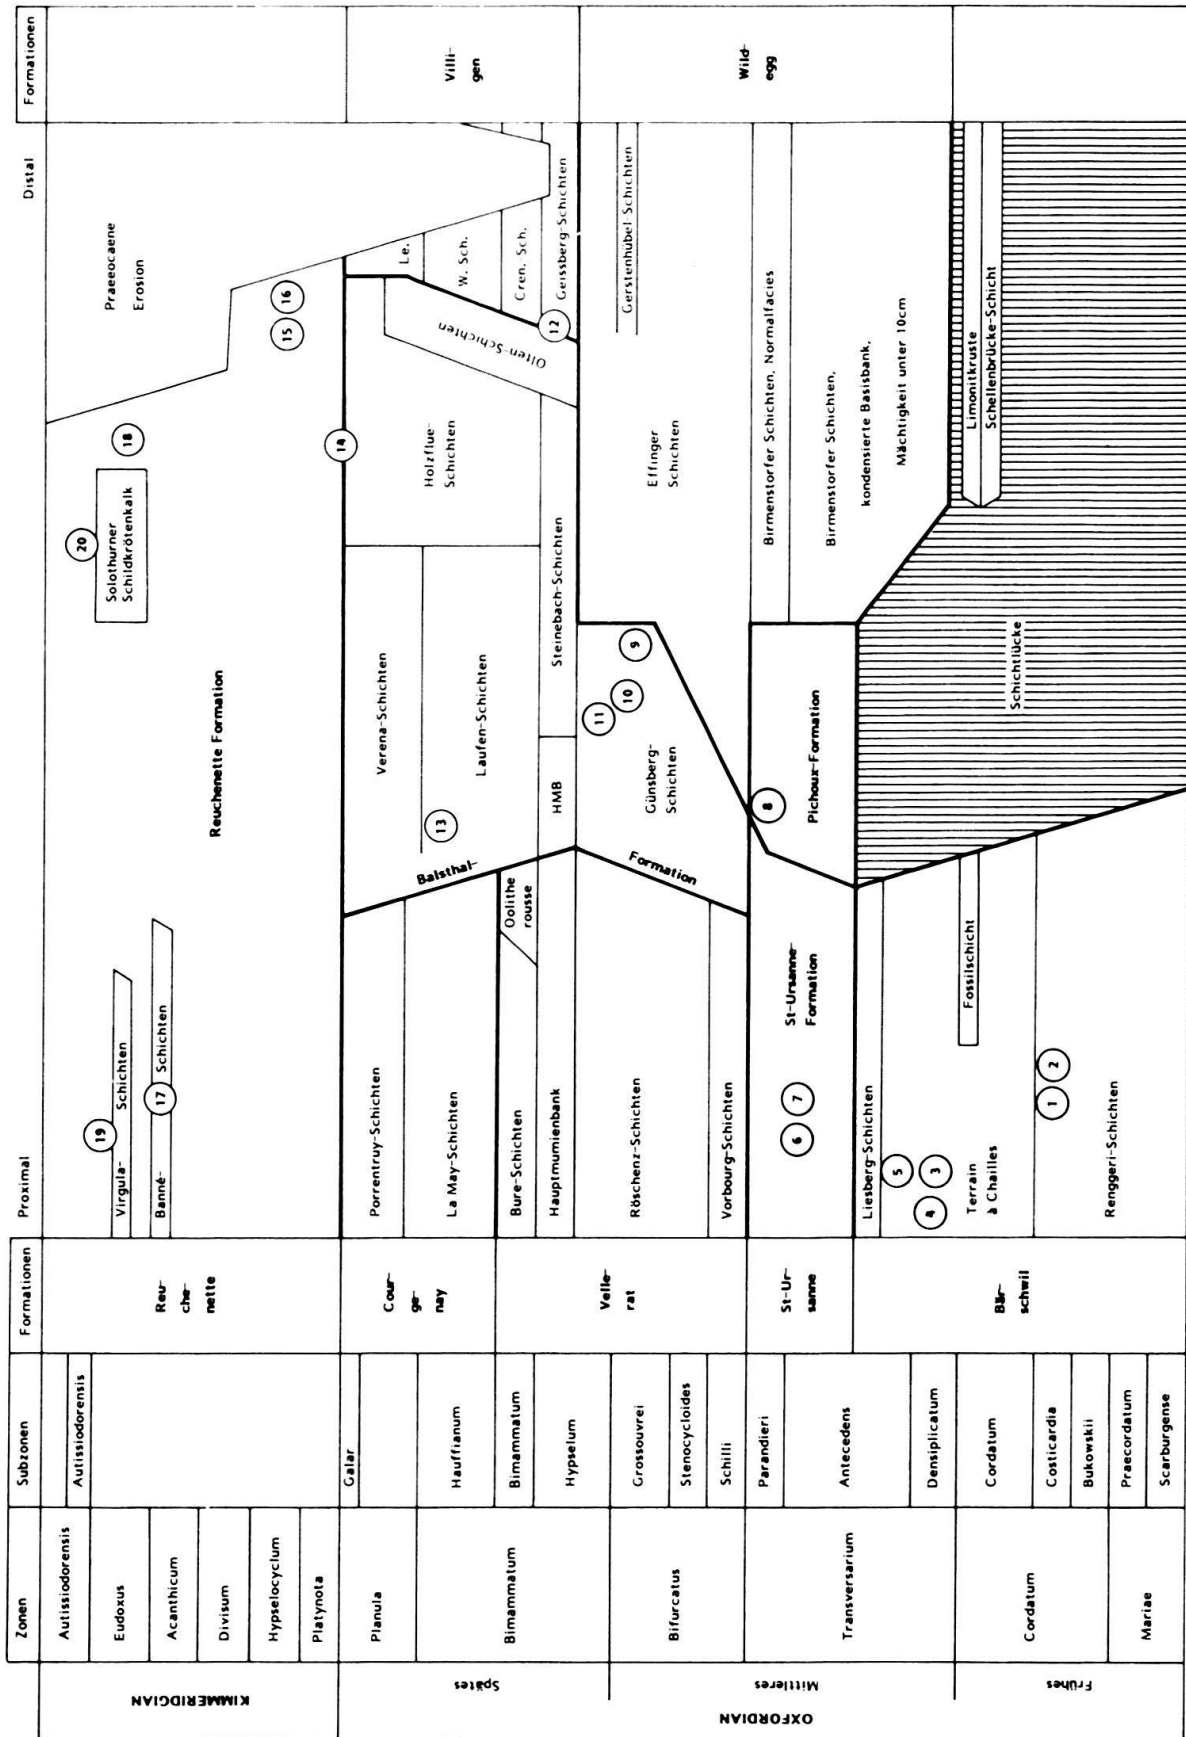 Zonen
Subzonen
Formationen
Proximal
Distal
Formationen
KIMMERIDGIAN
OXFORDIAN
Spätes
Mittleres
Frühes
Autissiodorensis
Eudoxus
Acanthicum
Divisum
Hypselocyclum
Platynota
Planula
Bimammatum
Bifurcatus
Transversarium
Cordatum
Mariae
Autissiodorensis
Galar
Hauffianum
Bimammatum
Hypselum
Grossouvrei
Stenocycloides
Schilli
Parandieri
Antecedens
Densiplicatum
Cordatum
Costicardia
Bukowskii
Praecordatum
Scarburgense
Reu-
che-
nette
Cour-
ge-
nay
Velle-
rat
St-Ur-
sanne
Bär-
schwil
Virgula- Schichten
19
Banné- Schichten
17
Reuchenette Formation
Solothurner
Schildkrötenkalk
20
18
Praeeocaene
Erosion
15
16
Porrentruy-Schichten
La May-Schichten
Bure-Schichten
Oolithe
rousse
Hauptmumienbank
Röschenz-Schichten
Vorbourg-Schichten
Balsthal-
Formation
Verena-Schichten
13
Laufen-Schichten
HMB
Steinebach-Schichten
14
Holzflue-
Schichten
Olten-Schichten
12
Le.
W. Sch.
Cren. Sch.
Geissberg-Schichten
Günsberg-
Schichten
11
10
9
Effinger
Schichten
Gerstenhübel-Schichten
St-Ursanne-
Formation
6
7
8
Pichoux-Formation
Birmenstorfer Schichten, Normalfacies
Birmenstorfer Schichten,
kondensierte Basisbank,
Mächtigkeit unter 10cm
Liesberg-Schichten
5
4
3
Terrain
à Chailles
Fossilschicht
1
2
Renggeri-Schichten
Schichtlücke
Limonitkruste
Schellenbrücke-Schicht
Villi-
gen
Wild-
egg